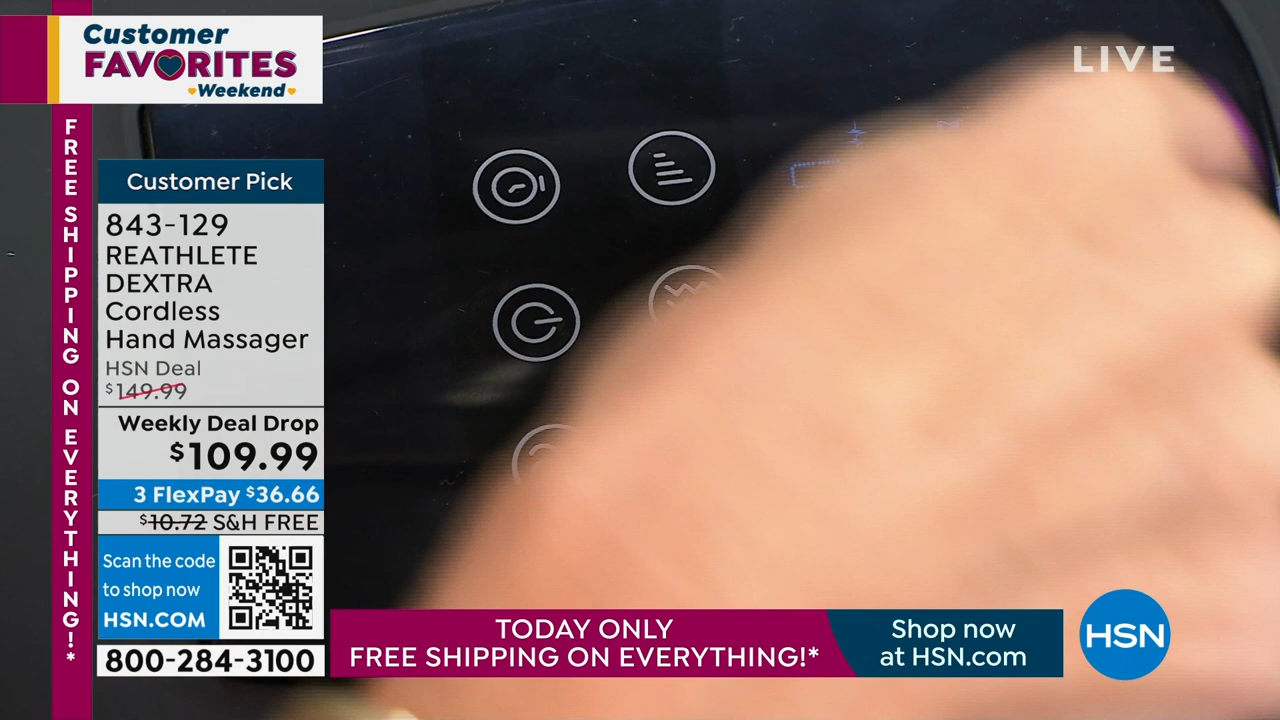 Customer
FAVORITES
Weekend
LIVE
FREE SHIPPING ON EVERYTHING!*
Customer Pick
843-129
REATHLETE
DEXTRA
Cordless
Hand Massager
HSN Deal
$149.99
Weekly Deal Drop
$109.99
3 FlexPay $36.66
$10.72 S&H FREE
Scan the code
to shop now
HSN.COM
800-284-3100
TODAY ONLY
FREE SHIPPING ON EVERYTHING!*
Shop now
at HSN.com
HSN